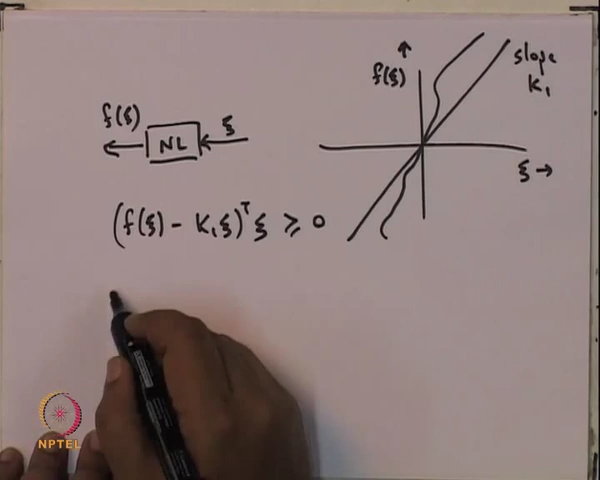 slope
K₁
f(ξ)
ξ →
f(ξ)
NL
ξ
(f(ξ) - K₁ξ)ᵀ ξ ≥ 0
NPTEL